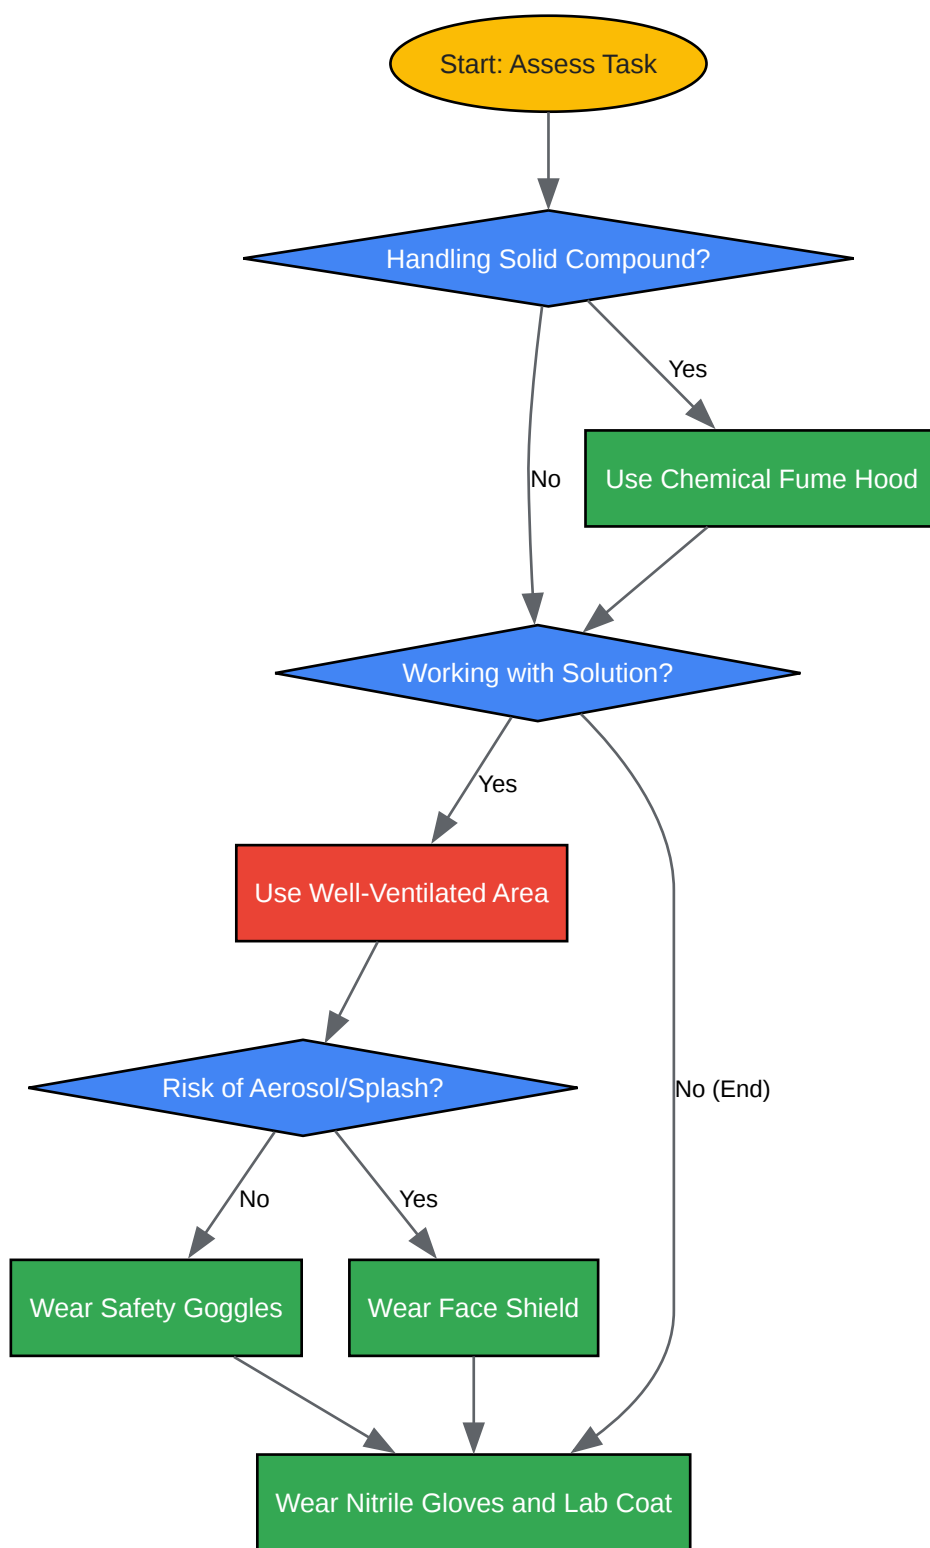 Start: Assess Task
Handling Solid Compound?
Yes
No
Use Chemical Fume Hood
Working with Solution?
Yes
Use Well-Ventilated Area
Risk of Aerosol/Splash?
No (End)
No
Yes
Wear Safety Goggles
Wear Face Shield
Wear Nitrile Gloves and Lab Coat